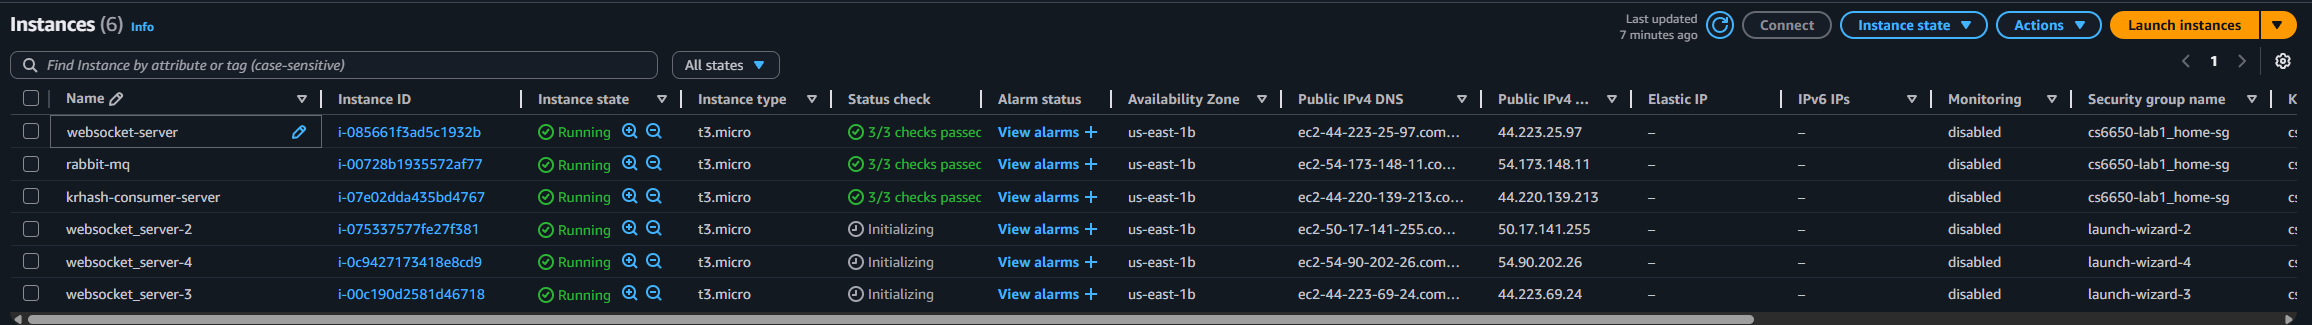 Instances (6) Info
Last updated
7 minutes ago
Connect
Instance state
Actions
Launch instances
Find Instance by attribute or tag (case-sensitive)
All states
1
Name Instance ID Instance state Instance type Status check Alarm status Availability Zone Public IPv4 DNS Public IPv4 ... Elastic IP IPv6 IPs Monitoring Security group name K
websocket-server i-085661f3ad5c1932b Running t3.micro 3/3 checks passed View alarms + us-east-1b ec2-44-223-25-97.com... 44.223.25.97 – – disabled cs6650-lab1_home-sg cs
rabbit-mq i-00728b1935572af77 Running t3.micro 3/3 checks passed View alarms + us-east-1b ec2-54-173-148-11.co... 54.173.148.11 – – disabled cs6650-lab1_home-sg cs
krhash-consumer-server i-07e02dda435bd4767 Running t3.micro 3/3 checks passed View alarms + us-east-1b ec2-44-220-139-213.co... 44.220.139.213 – – disabled cs6650-lab1_home-sg cs
websocket_server-2 i-075337577fe27f381 Running t3.micro Initializing View alarms + us-east-1b ec2-50-17-141-255.co... 50.17.141.255 – – disabled launch-wizard-2 cs
websocket_server-4 i-0c9427173418e8cd9 Running t3.micro Initializing View alarms + us-east-1b ec2-54-90-202-26.com... 54.90.202.26 – – disabled launch-wizard-4 cs
websocket_server-3 i-00c190d2581d46718 Running t3.micro Initializing View alarms + us-east-1b ec2-44-223-69-24.com... 44.223.69.24 – – disabled launch-wizard-3 cs